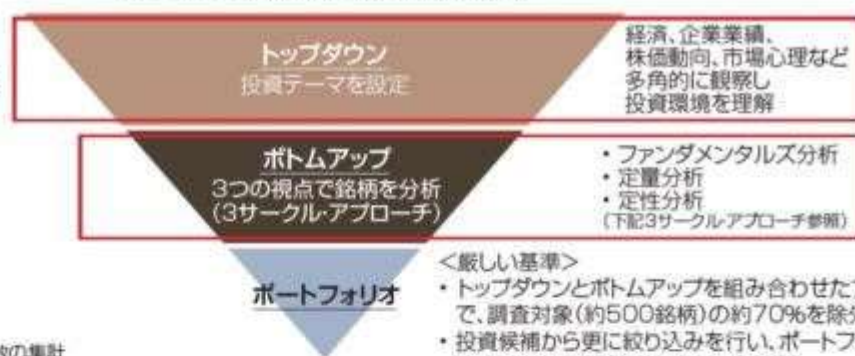 トップダウン
投資テーマを設定
経済、企業業績、
株価動向、市場心理など
多角的に観察し
投資環境を理解
ボトムアップ
3つの視点で銘柄を分析
(3サークル・アプローチ)
・ファンダメンタルズ分析
・定量分析
・定性分析
(下記3サークル・アプローチ参照)
ポートフォリオ
<厳しい基準>
・トップダウンとボトムアップを組み合わせた
で、調査対象(約500銘柄)の約70%を除
・投資候補から更に絞り込みを行い、ポートフ
の集計